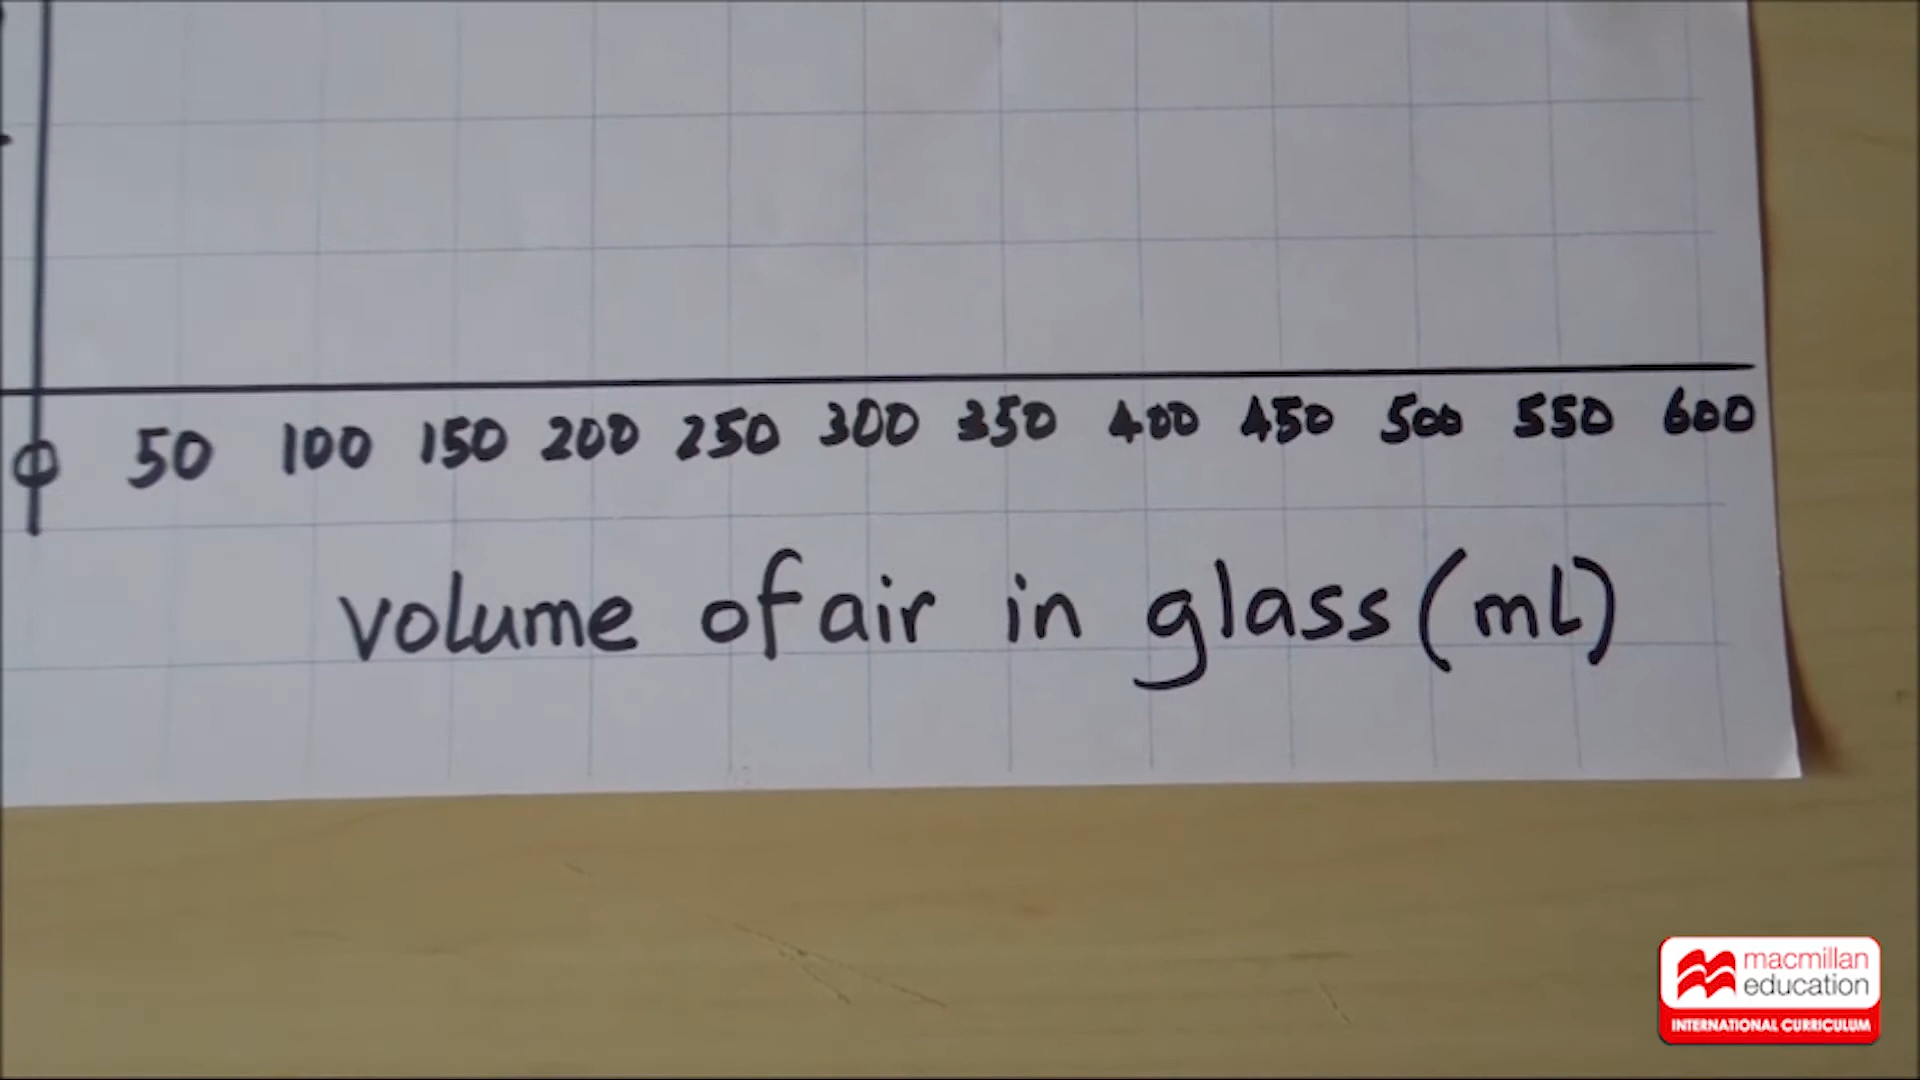 0 50 100 150 200 250 300 350 400 450 500 550 600
volume of air in glass (ml)
macmillan
education
INTERNATIONAL CURRICULUM